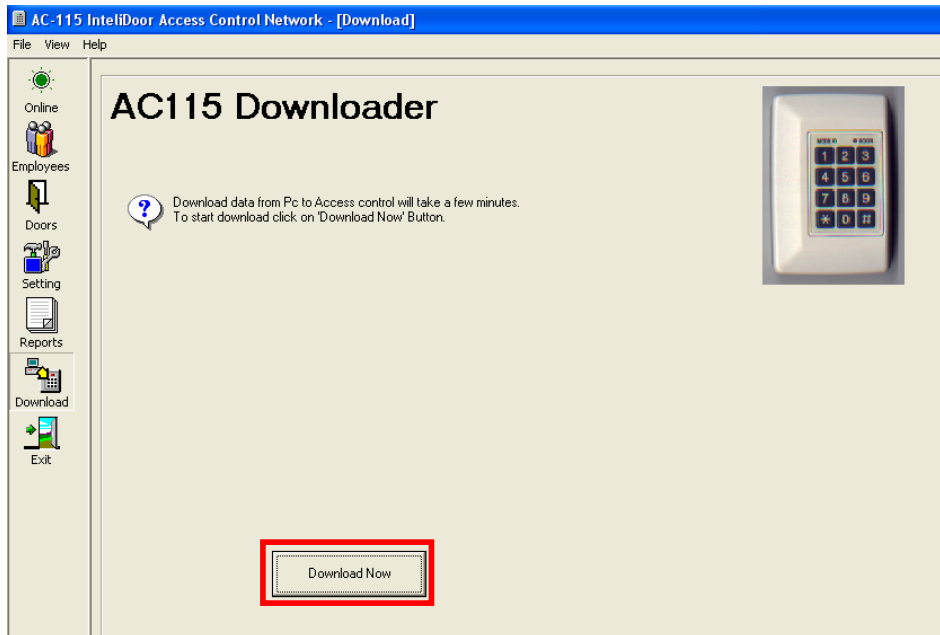 AC-115 InteliDoor Access Control Network - [Download]
File View Help
Online
Employees
Doors
Setting
Reports
Download
Exit
AC115 Downloader
?
Download data from Pc to Access control will take a few minutes.
To start download click on 'Download Now' Button.
1 2 3
4 5 6
7 8 9
* 0 #
Download Now